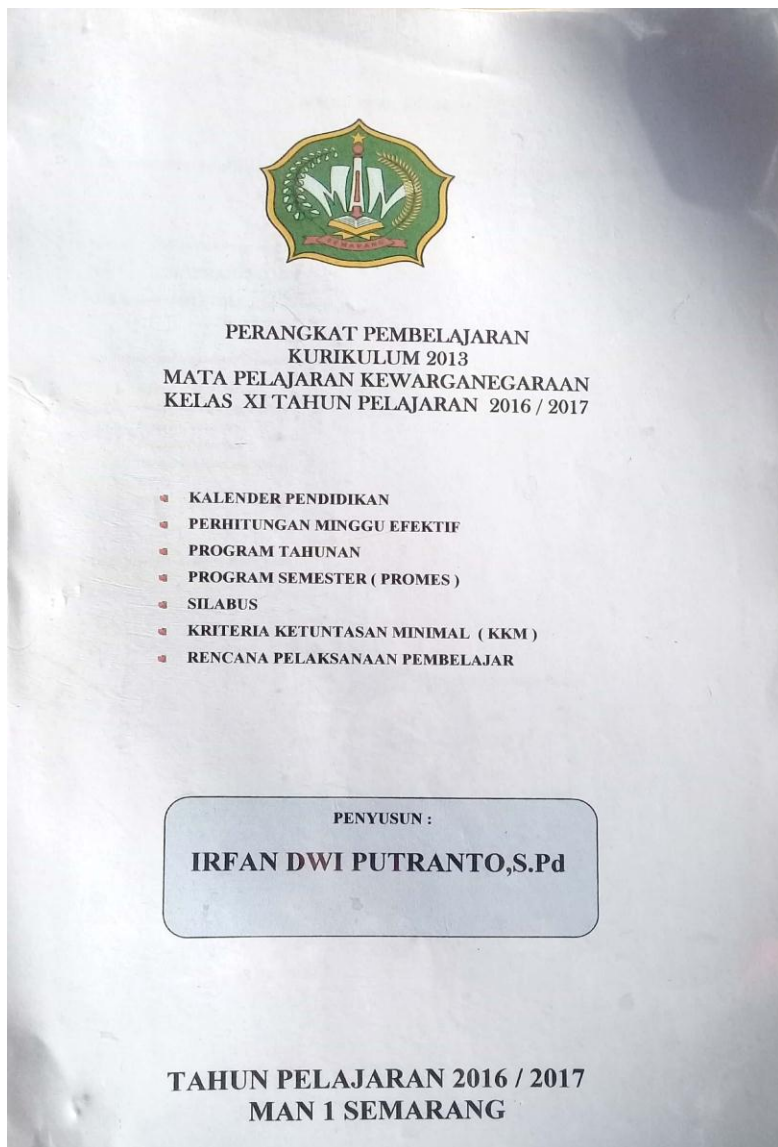 MAN
SEMARANG
PERANGKAT PEMBELAJARAN
KURIKULUM 2013
MATA PELAJARAN KEWARGANEGARAAN
KELAS XI TAHUN PELAJARAN 2016 / 2017
KALENDER PENDIDIKAN
PERHITUNGAN MINGGU EFEKTIF
PROGRAM TAHUNAN
PROGRAM SEMESTER ( PROMES )
SILABUS
KRITERIA KETUNTASAN MINIMAL ( KKM )
RENCANA PELAKSANAAN PEMBELAJAR
PENYUSUN :
IRFAN DWI PUTRANTO,S.Pd
TAHUN PELAJARAN 2016 / 2017
MAN 1 SEMARANG